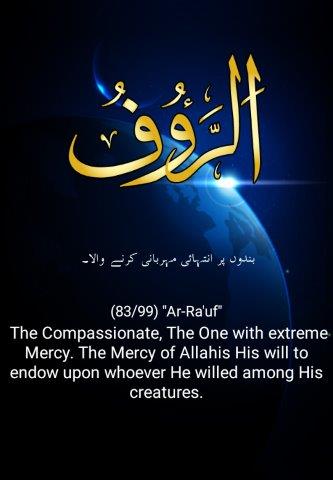 الرَّؤُوفُ
بندوں پر انتہائی مہربانی کرنے والا۔
(83/99) "Ar-Ra'uf"
The Compassionate, The One with extreme
Mercy. The Mercy of Allahis His will to
endow upon whoever He willed among His
creatures.